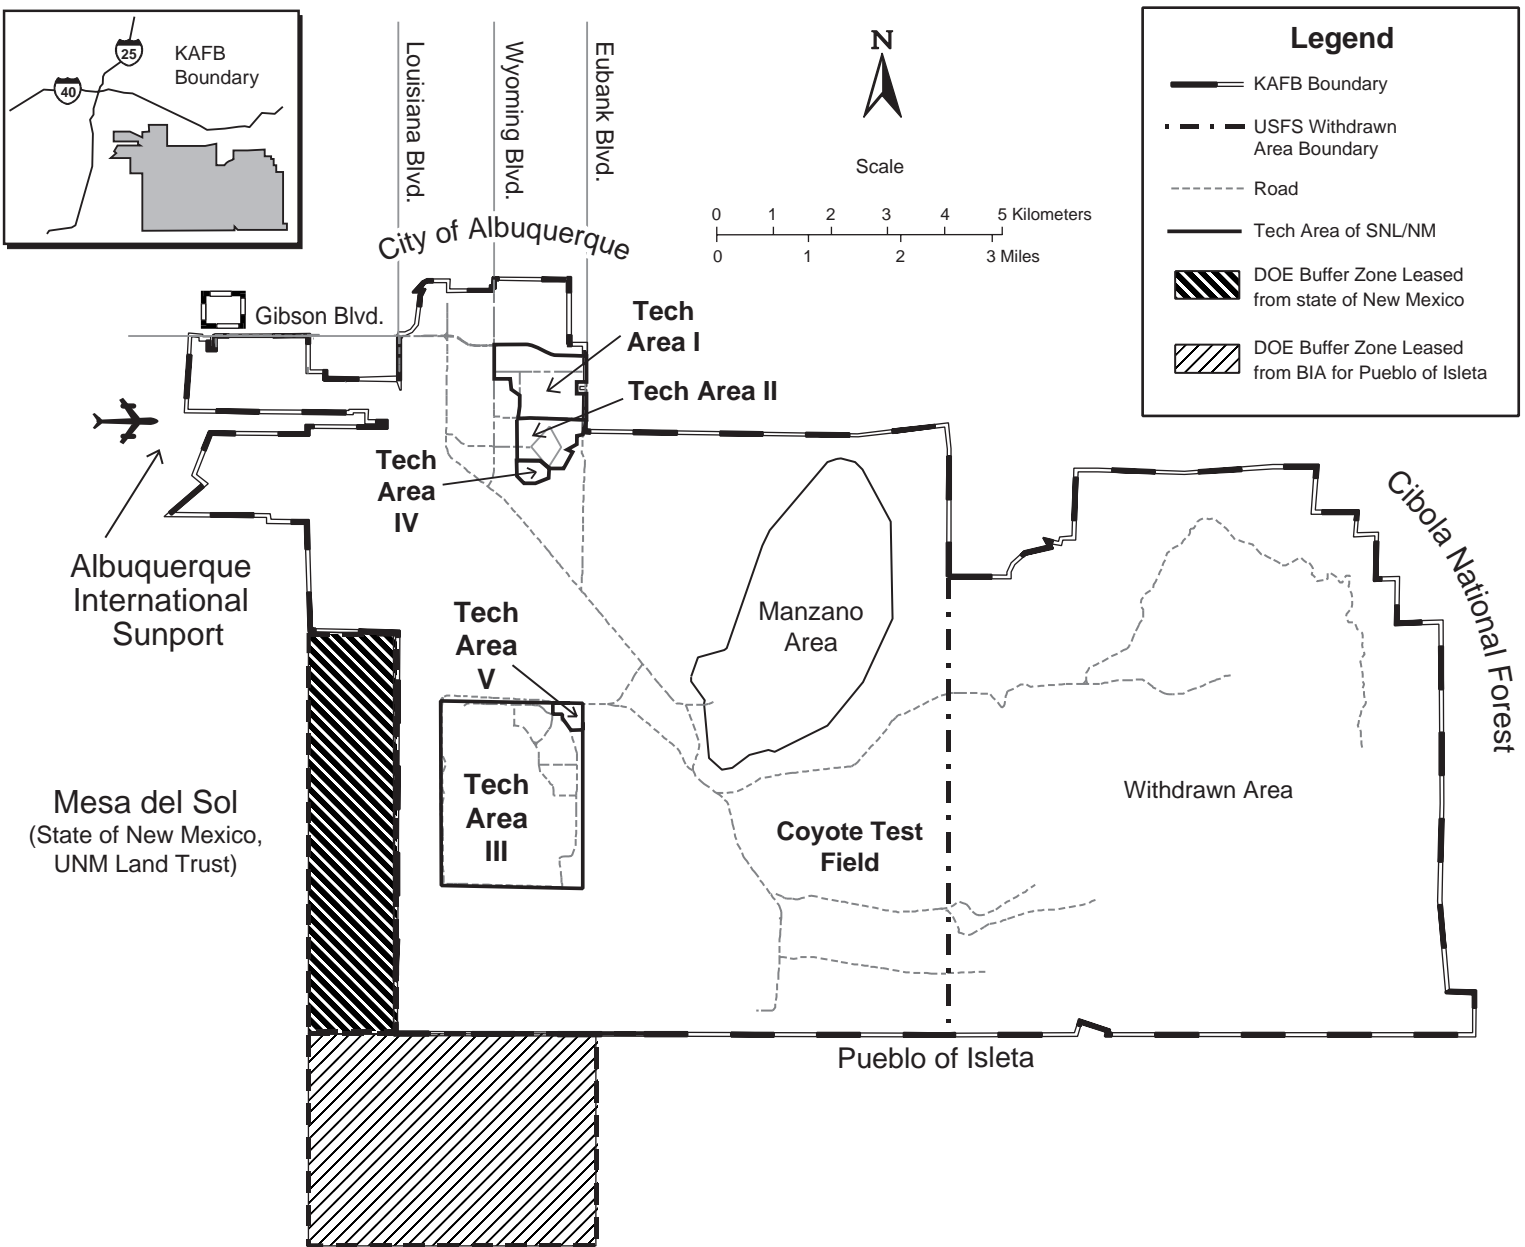 25
40
KAFB
Boundary
Louisiana Blvd.
Wyoming Blvd.
Eubank Blvd.
N
Scale
0 1 2 3 4 5 Kilometers
0 1 2 3 Miles
Legend
KAFB Boundary
USFS Withdrawn
Area Boundary
Road
Tech Area of SNL/NM
DOE Buffer Zone Leased
from state of New Mexico
DOE Buffer Zone Leased
from BIA for Pueblo of Isleta
City of Albuquerque
Gibson Blvd.
Tech
Area I
Tech Area II
Tech
Area
IV
Albuquerque
International
Sunport
Tech
Area
V
Manzano
Area
Cibola National Forest
Mesa del Sol
(State of New Mexico,
UNM Land Trust)
Tech
Area
III
Withdrawn Area
Coyote Test
Field
Pueblo of Isleta